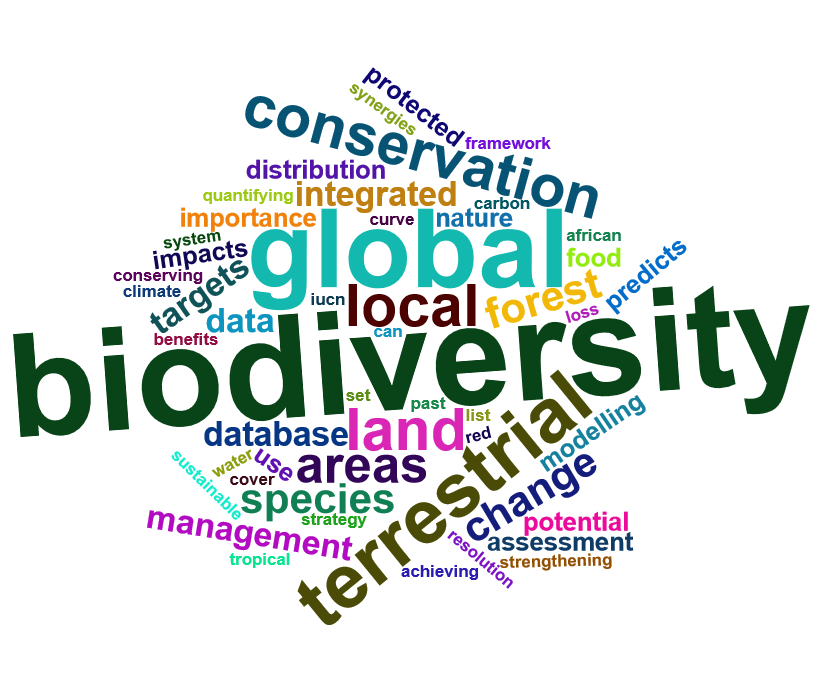 protected
synergies
conservation
framework
distribution
quantifying
integrated
carbon
importance
curve
nature
system
global
african
impacts
food
predicts
conserving
targets
climate
iucn
local
forest
loss
data
can
benefits
biodiversity
set
past
list
terrestrial
database
land
red
modelling
sustainable
water
use
areas
change
cover
species
strategy
management
potential
assessment
resolution
tropical
achieving
strengthening